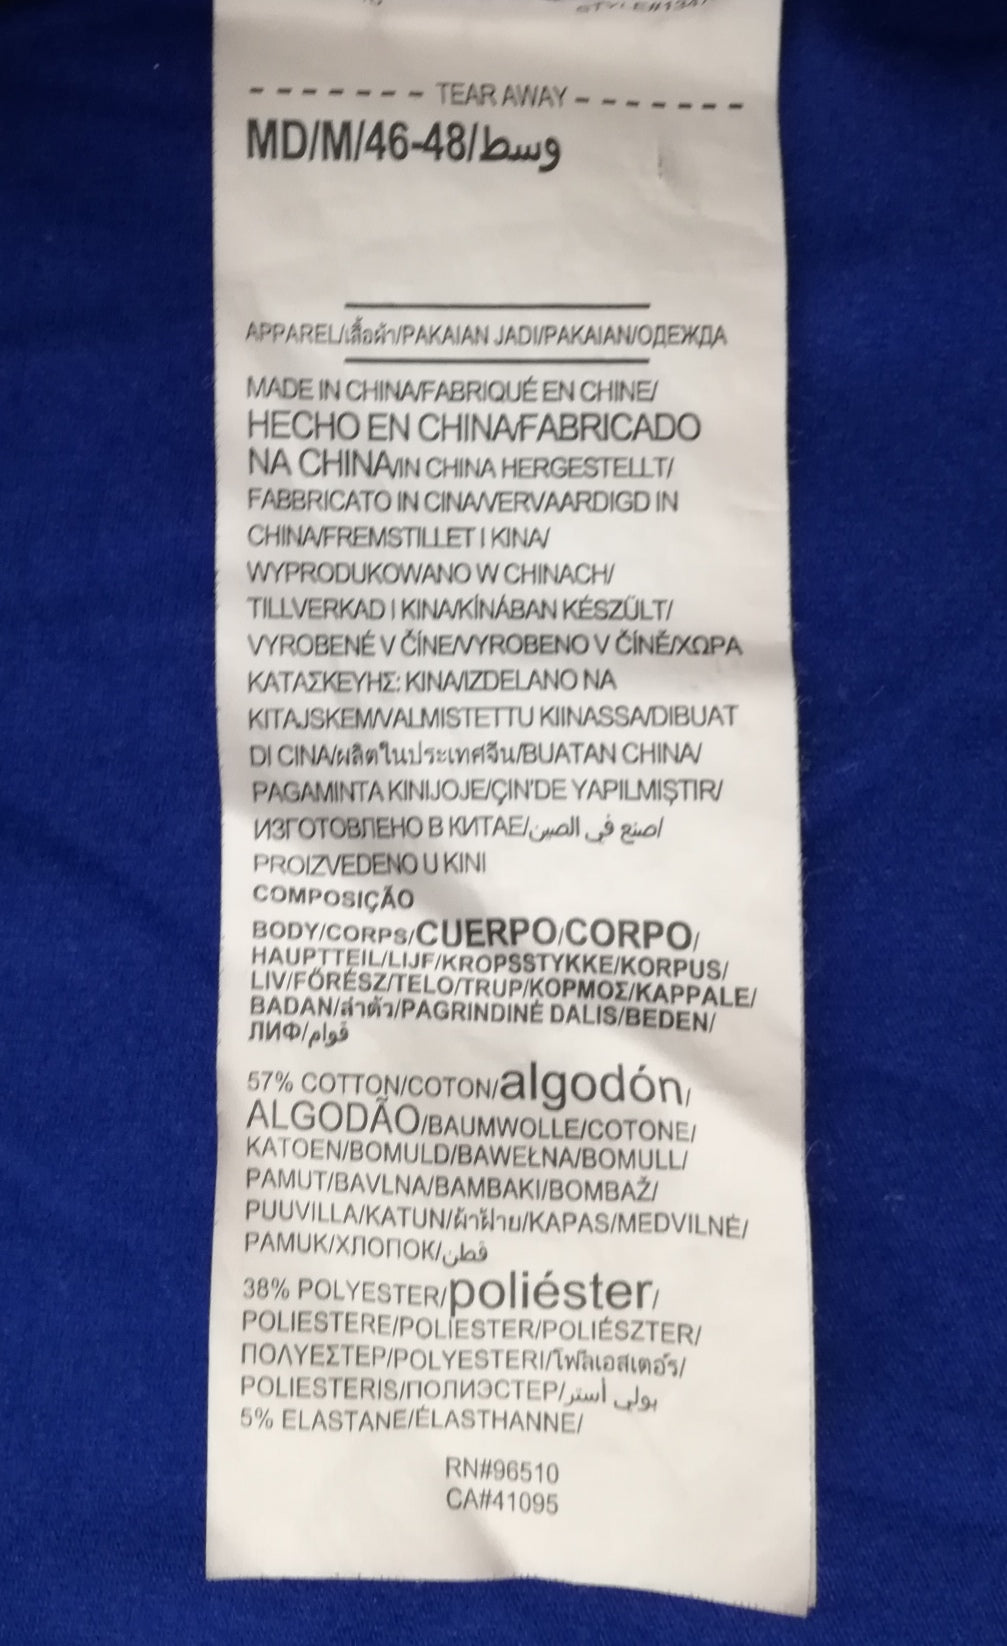 - - - - - - - TEAR AWAY - - - - - - -
MD/M/46-48/وسط
APPAREL/เสื้อผ้า/PAKAIAN JADI/PAKAIAN/ОДЕЖДА
MADE IN CHINA/FABRIQUÉ EN CHINE/
HECHO EN CHINA/FABRICADO
NA CHINA/IN CHINA HERGESTELLT/
FABBRICATO IN CINA/VERVAARDIGD IN
CHINA/FREMSTILLET I KINA/
WYPRODUKOWANO W CHINACH/
TILLVERKAD I KINA/KÍNÁBAN KÉSZÜLT/
VYROBENÉ V ČÍNE/VYROBENO V ČÍNĚ/ΧΩΡΑ
ΚΑΤΑΣΚΕΥΗΣ: ΚΙΝΑ/IZDELANO NA
KITAJSKEM/VALMISTETTU KIINASSA/DIBUAT
DI CINA/ผลิตในประเทศจีน/BUATAN CHINA/
PAGAMINTA KINIJOJE/ÇIN'DE YAPILMIŞTIR/
ИЗГОТОВЛЕНО В КИТАЕ/اصنع في الصين/
PROIZVEDENO U KINI
COMPOSIÇÃO
BODY/CORPS/CUERPO/CORPO/
HAUPTTEIL/LIJF/KROPSSTYKKE/KORPUS/
LIV/FŐRÉSZ/TELO/TRUP/ΚΟΡΜΟΣ/KAPPALE/
BADAN/ลำตัว/PAGRINDINĖ DALIS/BEDEN/
ЛИФ/قوام
57% COTTON/COTON/algodón/
ALGODÃO/BAUMWOLLE/COTONE/
KATOEN/BOMULD/BAWEŁNA/BOMULL/
PAMUT/BAVLNA/BAMBAKI/BOMBAŽ/
PUUVILLA/KATUN/ผ้าฝ้าย/KAPAS/MEDVILNĖ/
PAMUK/ХЛОПОК/قطن
38% POLYESTER/poliéster/
POLIESTERE/POLIESTER/POLIÉSZTER/
ΠΟΛΥΕΣΤΕΡ/POLYESTERI/โพลีเอสเตอร์/
POLIESTERIS/ПОЛИЭСТЕР/بولي أستر
5% ELASTANE/ÉLASTHANNE/
RN#96510
CA#41095